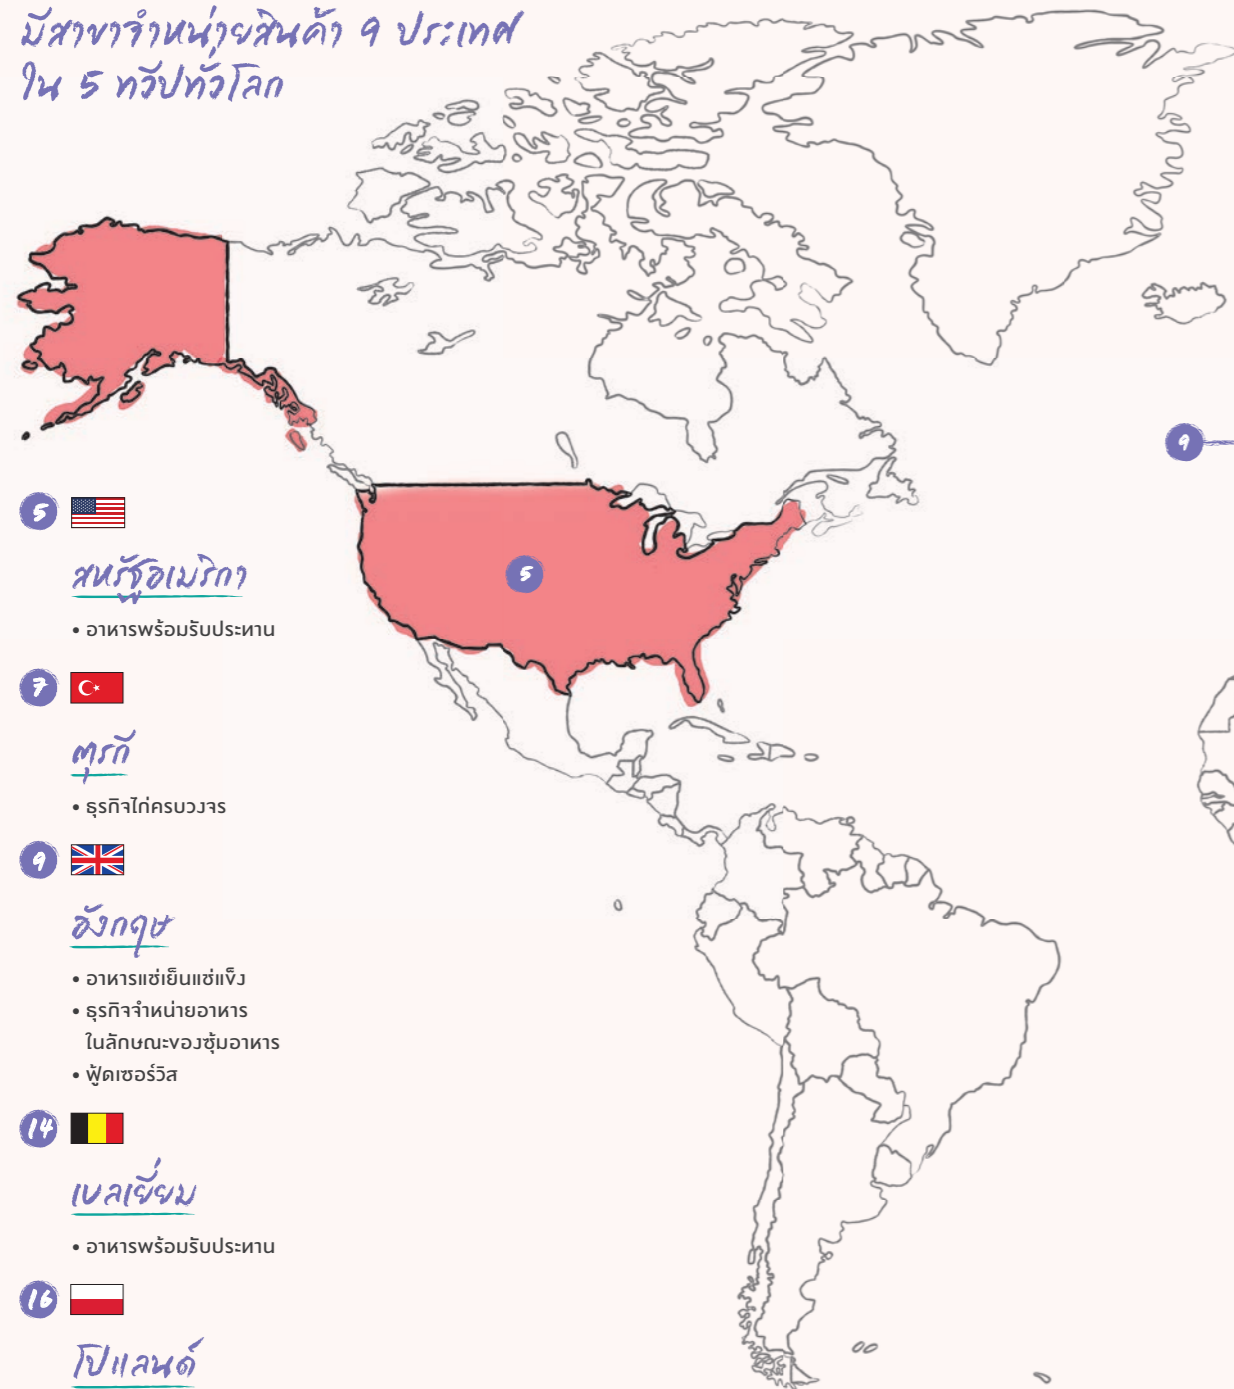 มีสาขาจำหน่ายสินค้า 9 ประเทศ
ใน 5 ทวีปทั่วโลก
5
สหรัฐอเมริกา
• อาหารพร้อมรับประทาน
7
ตุรกี
• ธุรกิจไก่ครบวงจร
9
อังกฤษ
• อาหารแช่เย็นแช่แข็ง
• ธุรกิจจำหน่ายอาหาร
ในลักษณะของซุ้มอาหาร
• ฟู้ดเซอร์วิส
14
เบลเยี่ยม
• อาหารพร้อมรับประทาน
16
โปแลนด์
5
9